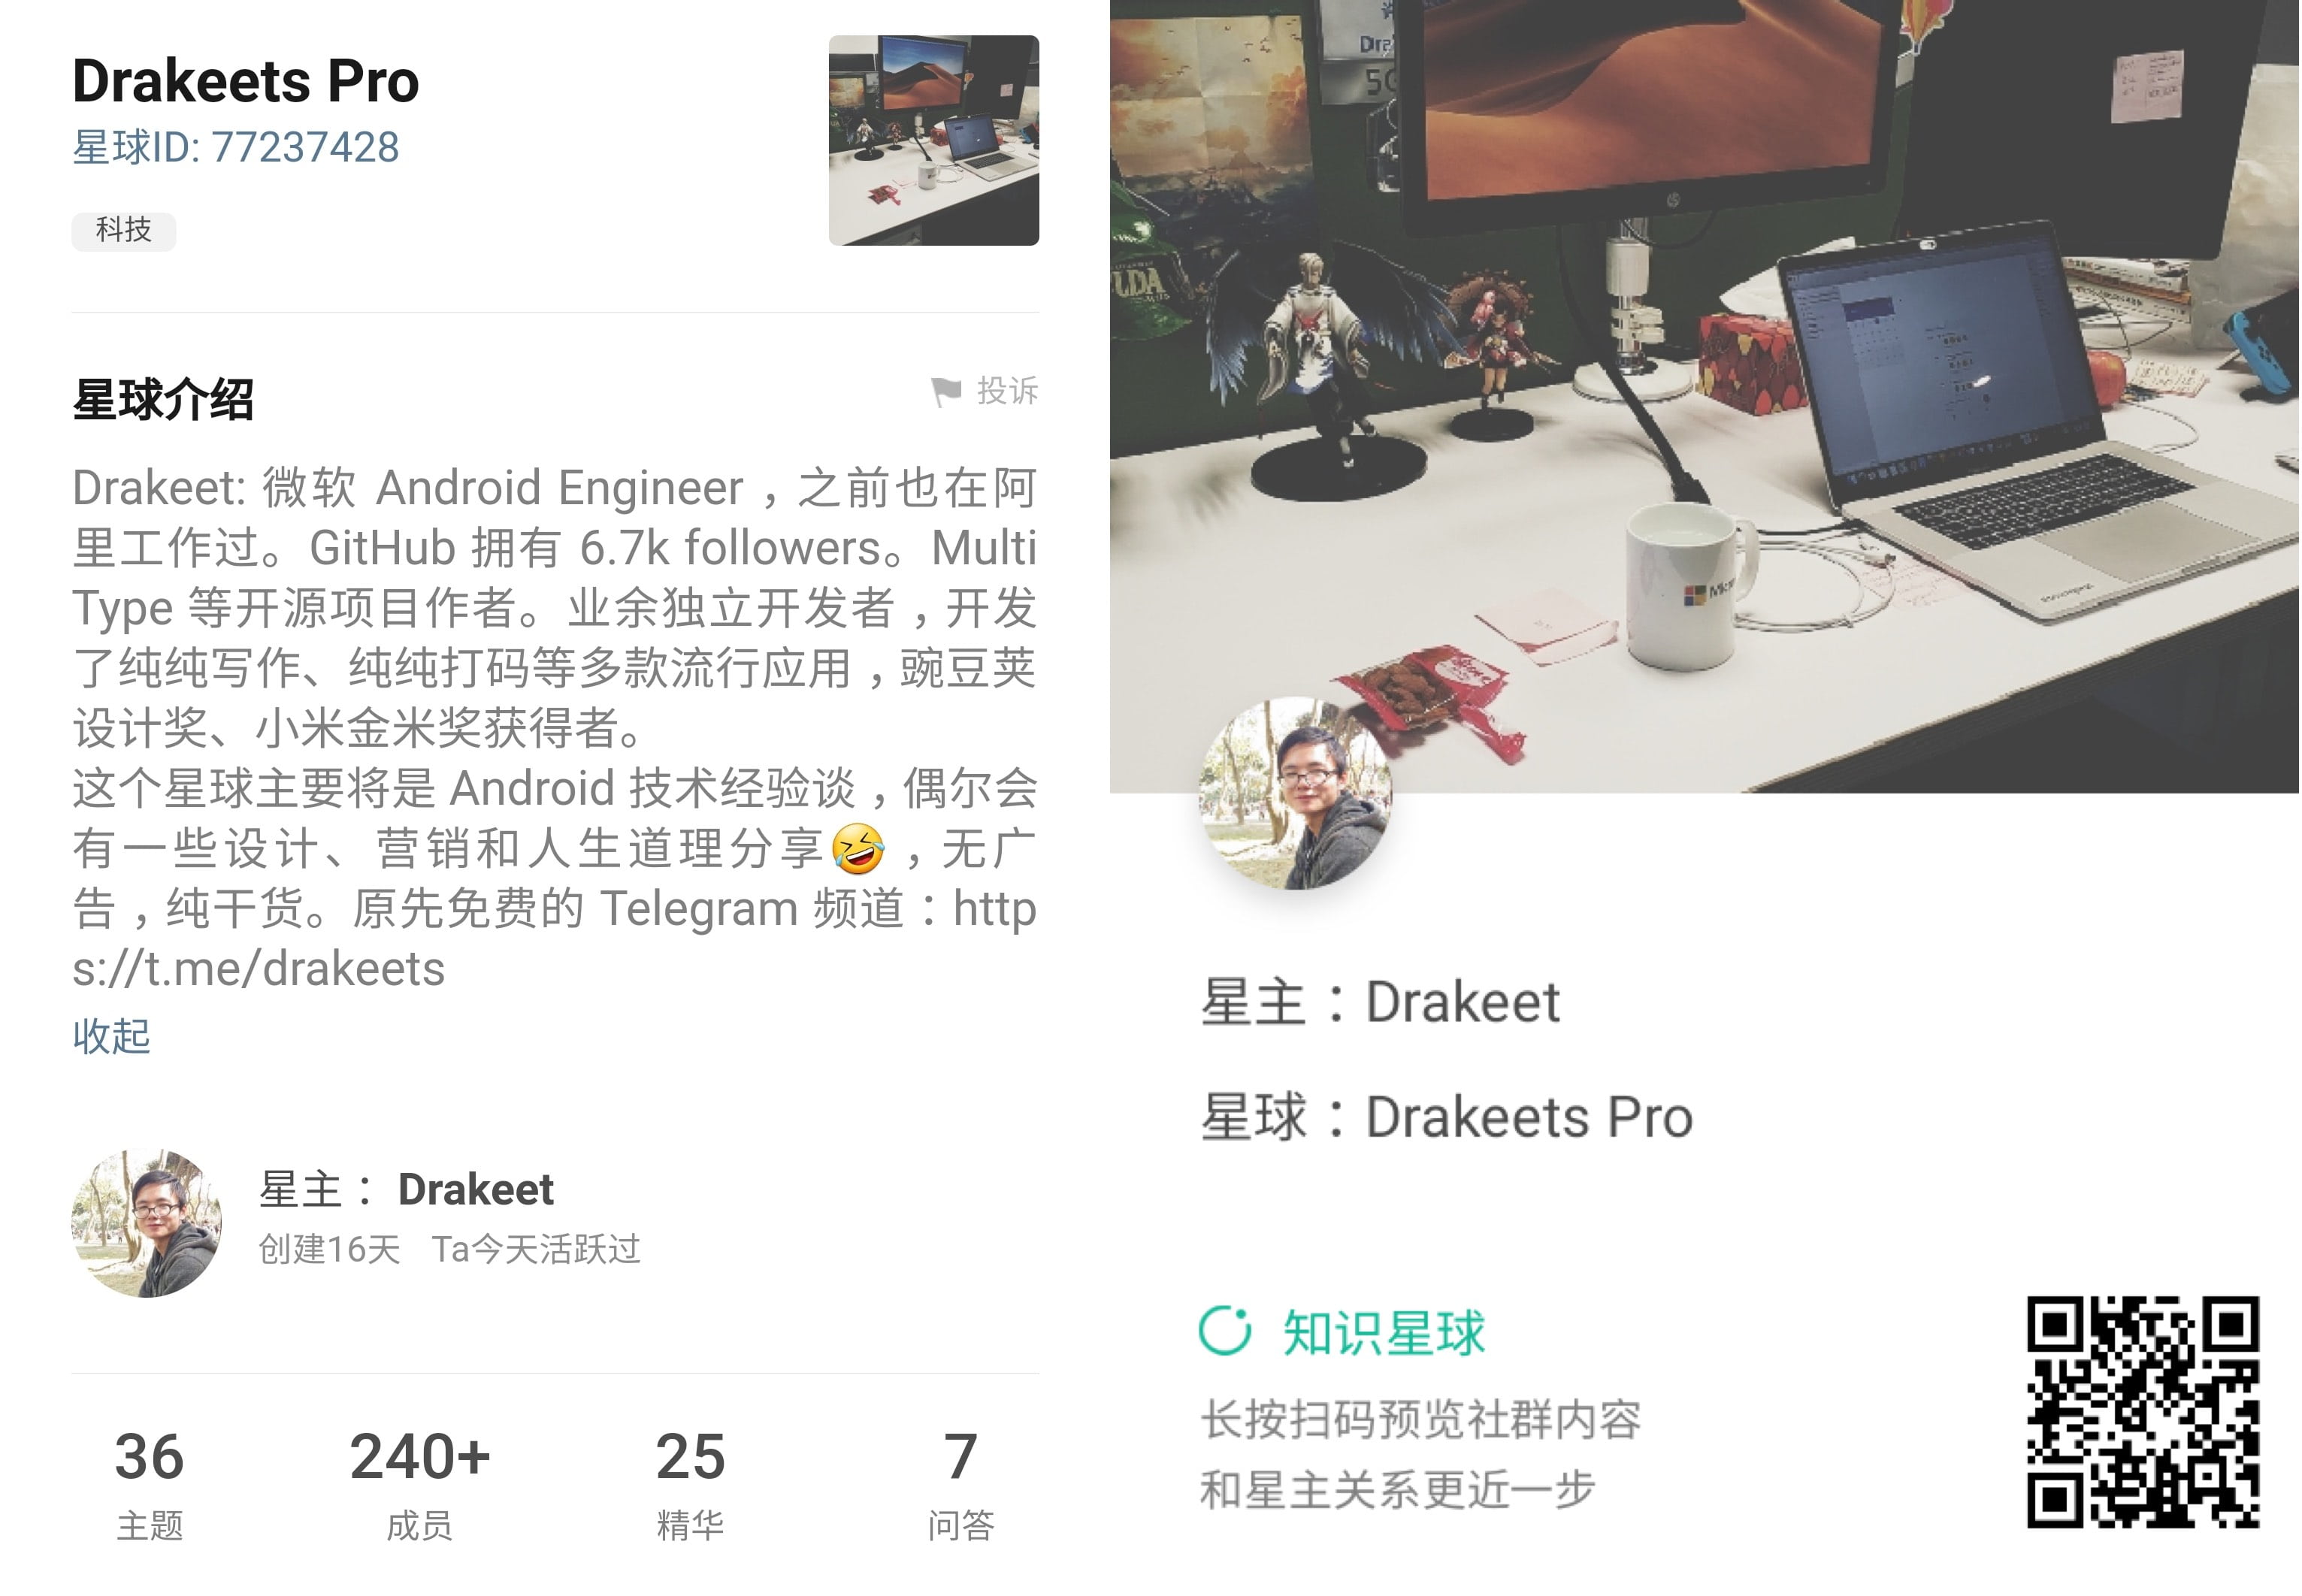 Drakeets Pro
星球ID: 77237428
科技
星球介绍
投诉
Drakeet: 微软 Android Engineer，之前也在阿
里工作过。GitHub 拥有 6.7k followers。Multi
Type 等开源项目作者。业余独立开发者，开发
了纯纯写作、纯纯打码等多款流行应用，豌豆荚
设计奖、小米金米奖获得者。
这个星球主要将是 Android 技术经验谈，偶尔会
有一些设计、营销和人生道理分享🤣，无广
告，纯干货。原先免费的 Telegram 频道：http
s://t.me/drakeets
收起
星主： Drakeet
创建16天 Ta今天活跃过
36
240+
25
7
主题
成员
精华
问答
LDA
星主：Drakeet
星球：Drakeets Pro
知识星球
长按扫码预览社群内容
和星主关系更近一步